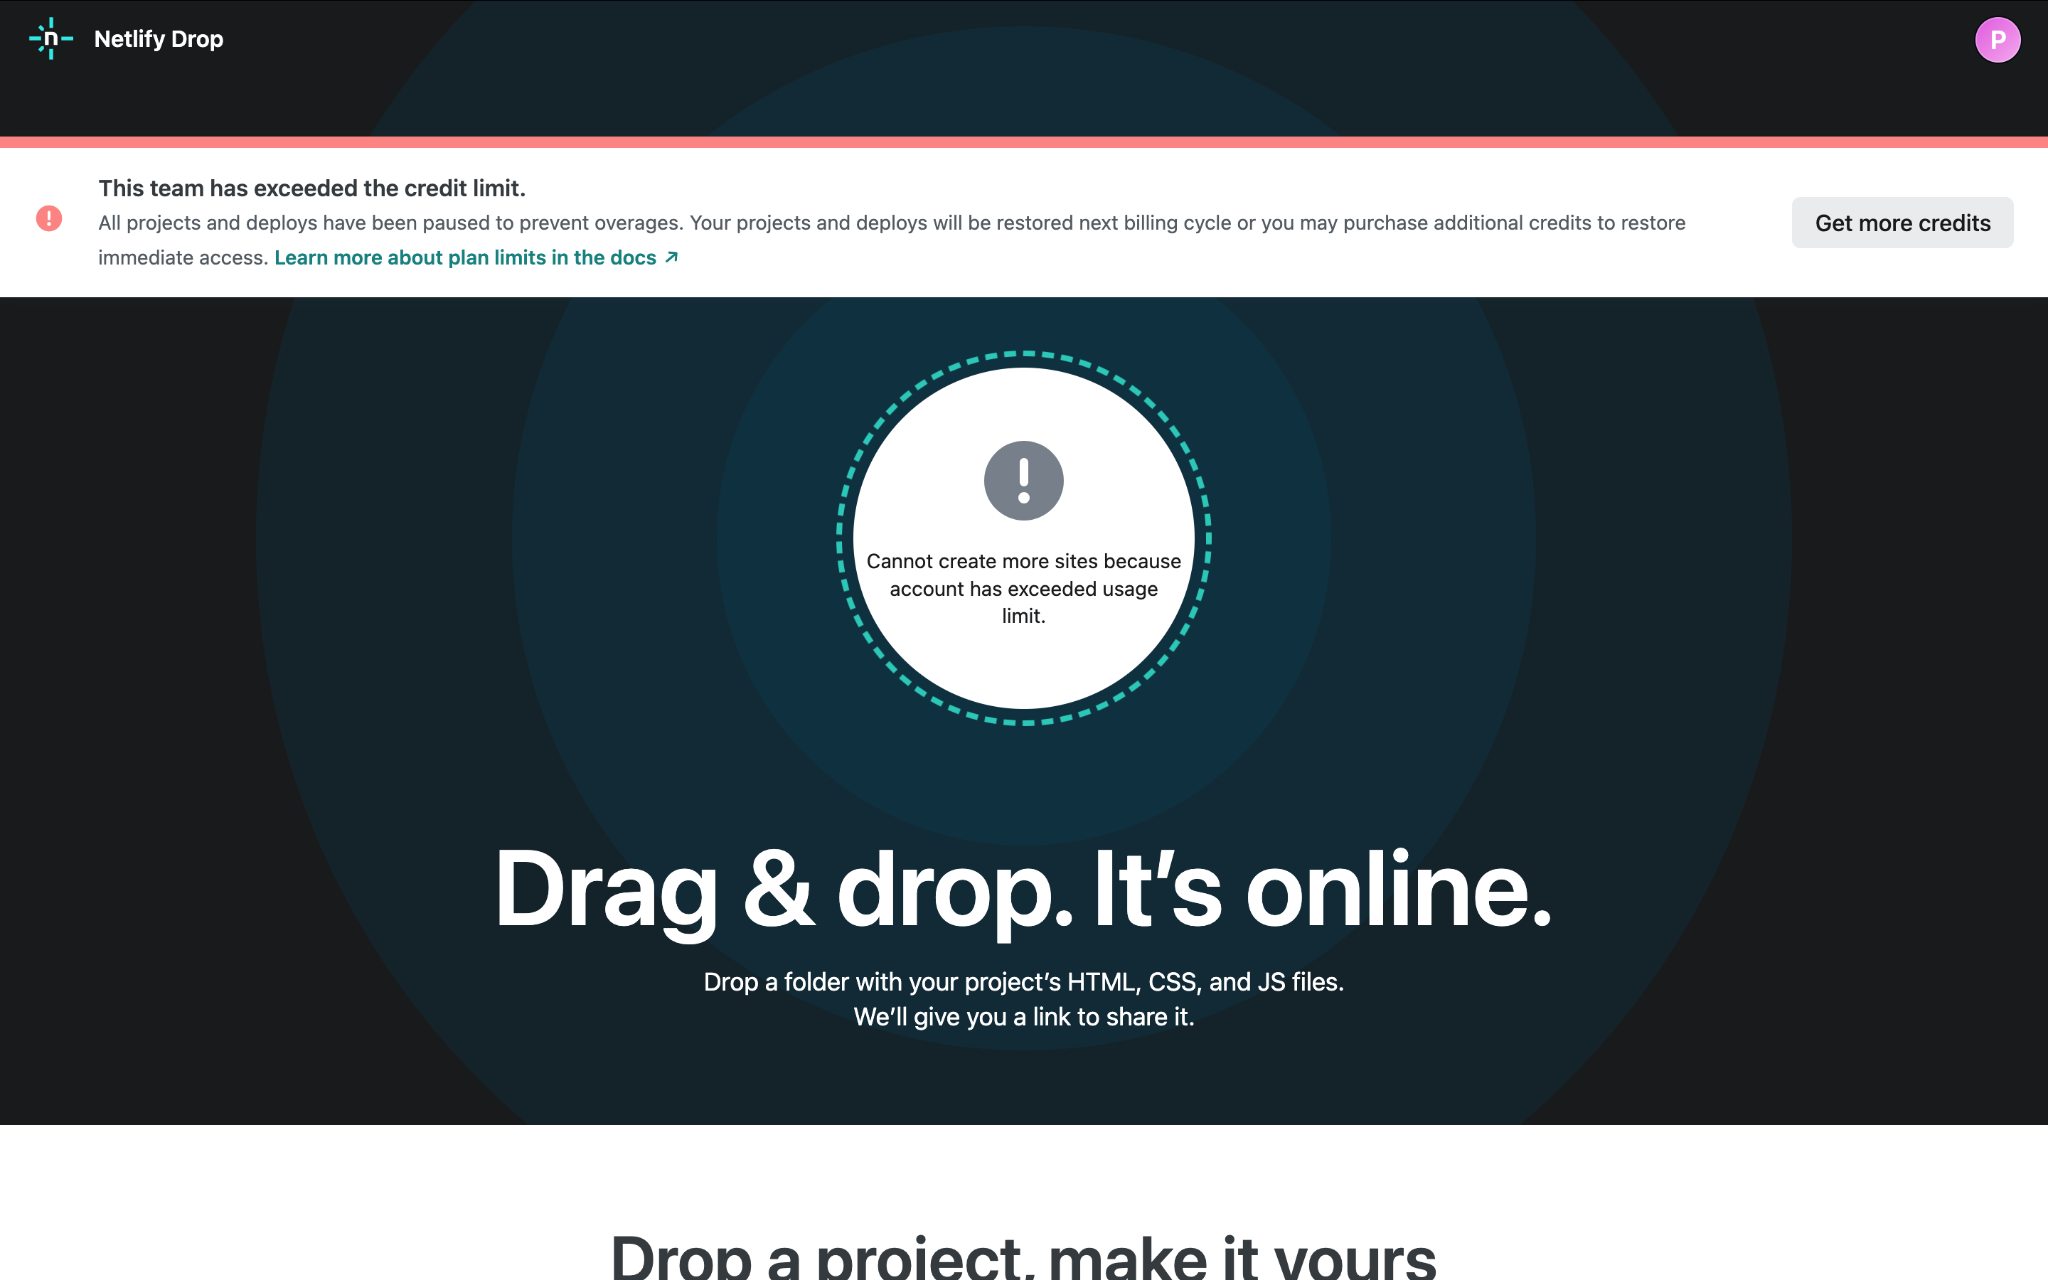 n Netlify Drop
P
This team has exceeded the credit limit.
All projects and deploys have been paused to prevent overages. Your projects and deploys will be restored next billing cycle or you may purchase additional credits to restore
immediate access. Learn more about plan limits in the docs ↗
Get more credits
Cannot create more sites because
account has exceeded usage
limit.
Drag & drop. It’s online.
Drop a folder with your project’s HTML, CSS, and JS files.
We’ll give you a link to share it.
Drop a project, make it yours